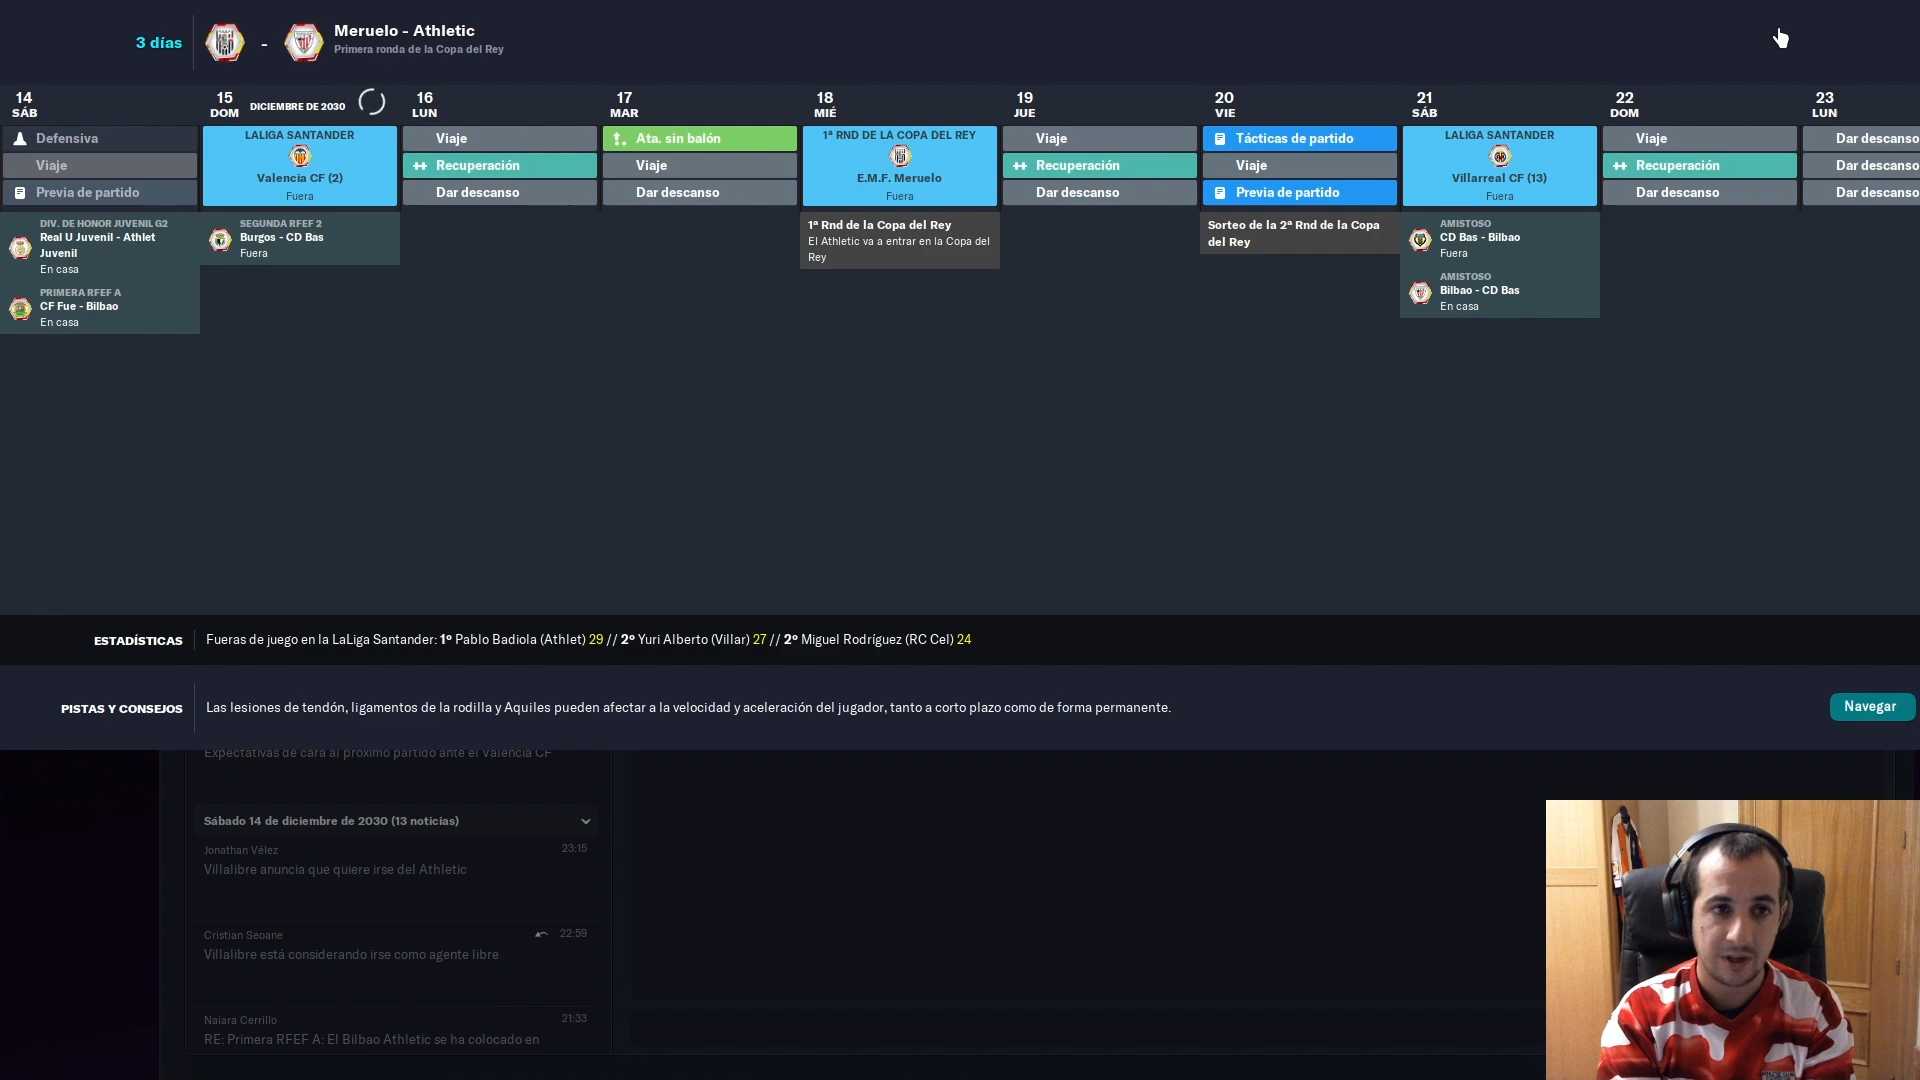 3 días
-
Meruelo - Athletic
Primera ronda de la Copa del Rey
14
SÁB
Defensiva
Viaje
Previa de partido
DIV. DE HONOR JUVENIL G2
Real U Juvenil - Athlet
Juvenil
En casa
PRIMERA RFEF A
CF Fue - Bilbao
En casa
15
DOM
DICIEMBRE DE 2030
LALIGA SANTANDER
Valencia CF (2)
Fuera
SEGUNDA RFEF 2
Burgos - CD Bas
Fuera
16
LUN
Viaje
Recuperación
Dar descanso
17
MAR
Ata. sin balón
Viaje
Dar descanso
18
MIÉ
1ª RND DE LA COPA DEL REY
E.M.F. Meruelo
Fuera
1ª Rnd de la Copa del Rey
El Athletic va a entrar en la Copa del
Rey
19
JUE
Viaje
Recuperación
Dar descanso
20
VIE
Tácticas de partido
Viaje
Previa de partido
Sorteo de la 2ª Rnd de la Copa
del Rey
21
SÁB
LALIGA SANTANDER
Villarreal CF (13)
Fuera
AMISTOSO
CD Bas - Bilbao
Fuera
AMISTOSO
Bilbao - CD Bas
En casa
22
DOM
Viaje
Recuperación
Dar descanso
23
LUN
Dar descanso
Dar descanso
Dar descanso
ESTADÍSTICAS
Fueras de juego en la LaLiga Santander: 1º Pablo Badiola (Athlet) 29 // 2º Yuri Alberto (Villar) 27 // 2º Miguel Rodríguez (RC Cel) 24
PISTAS Y CONSEJOS
Las lesiones de tendón, ligamentos de la rodilla y Aquiles pueden afectar a la velocidad y aceleración del jugador, tanto a corto plazo como de forma permanente.
Navegar
Expectativas de cara al próximo partido ante el Valencia CF
Sábado 14 de diciembre de 2030 (13 noticias)
Jonathan Vélez
23:15
Villalibre anuncia que quiere irse del Athletic
Cristian Seoane
22:59
Villalibre está considerando irse como agente libre
Naiara Cerrillo
21:33
RE: Primera RFEF A: El Bilbao Athletic se ha colocado en